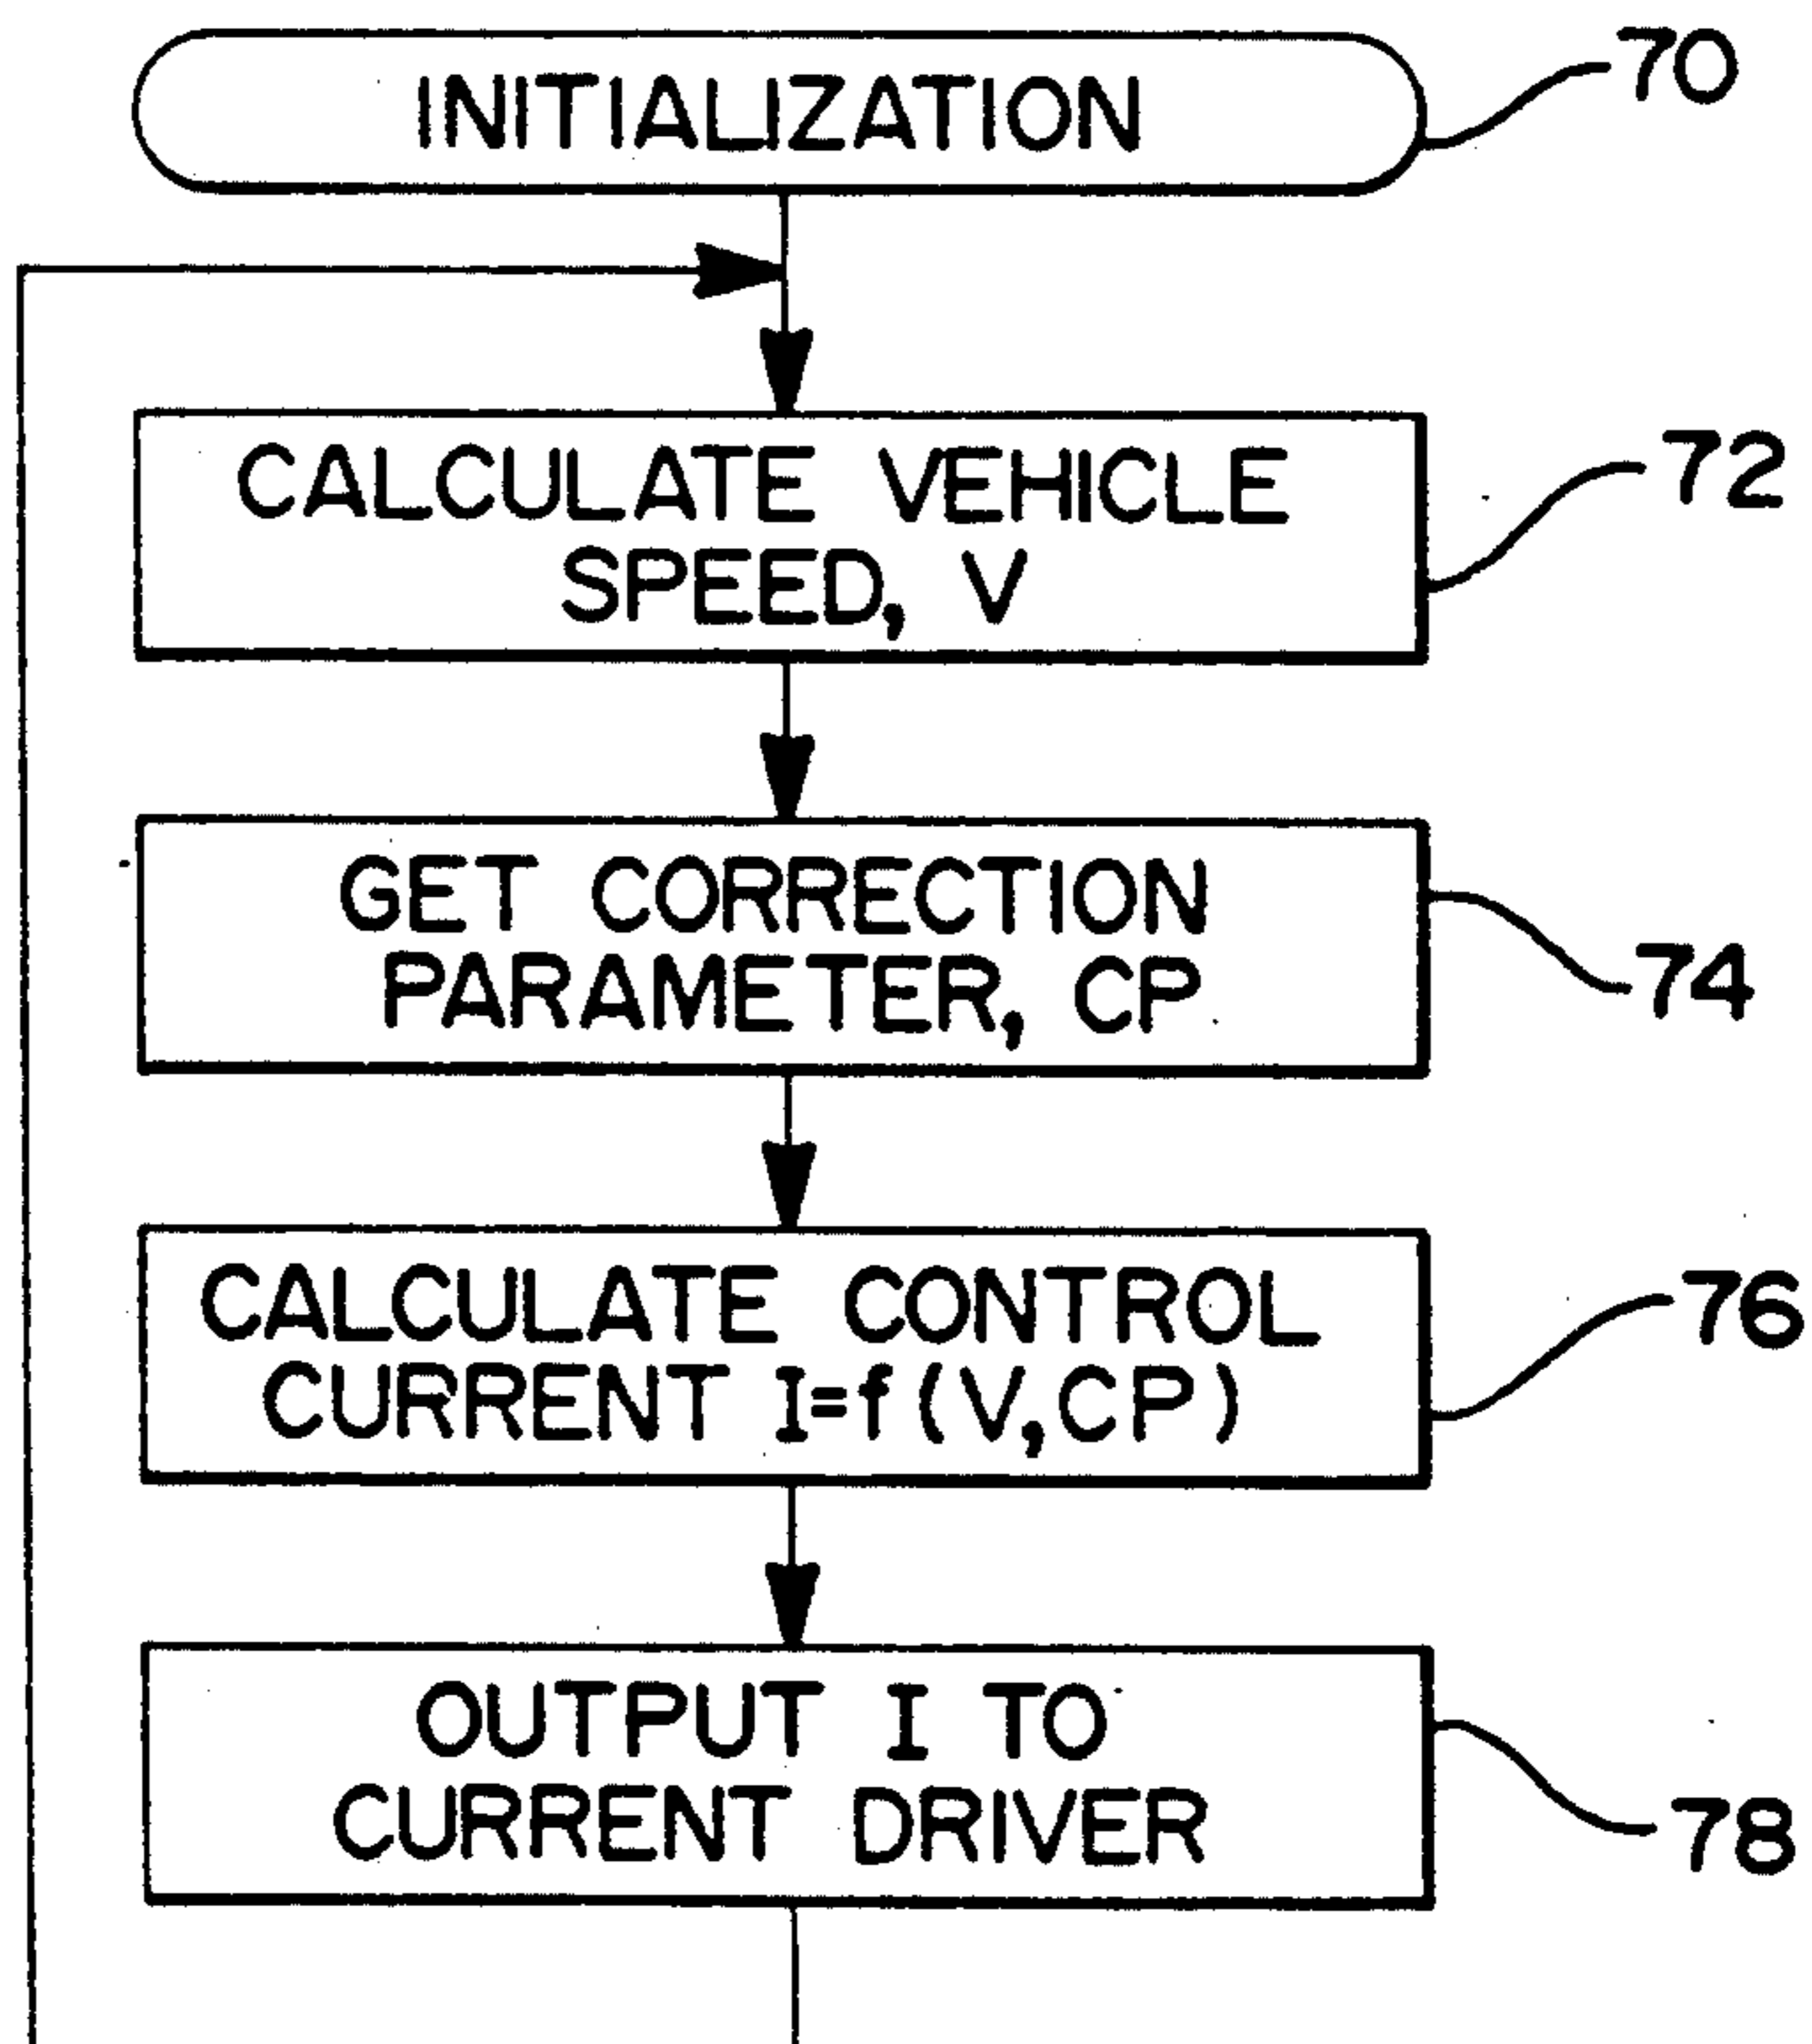 INITIALIZATION
70
CALCULATE VEHICLE
SPEED, V
72
GET CORRECTION
PARAMETER, CP
74
CALCULATE CONTROL
CURRENT I=f(V,CP)
76
OUTPUT I TO
CURRENT DRIVER
78